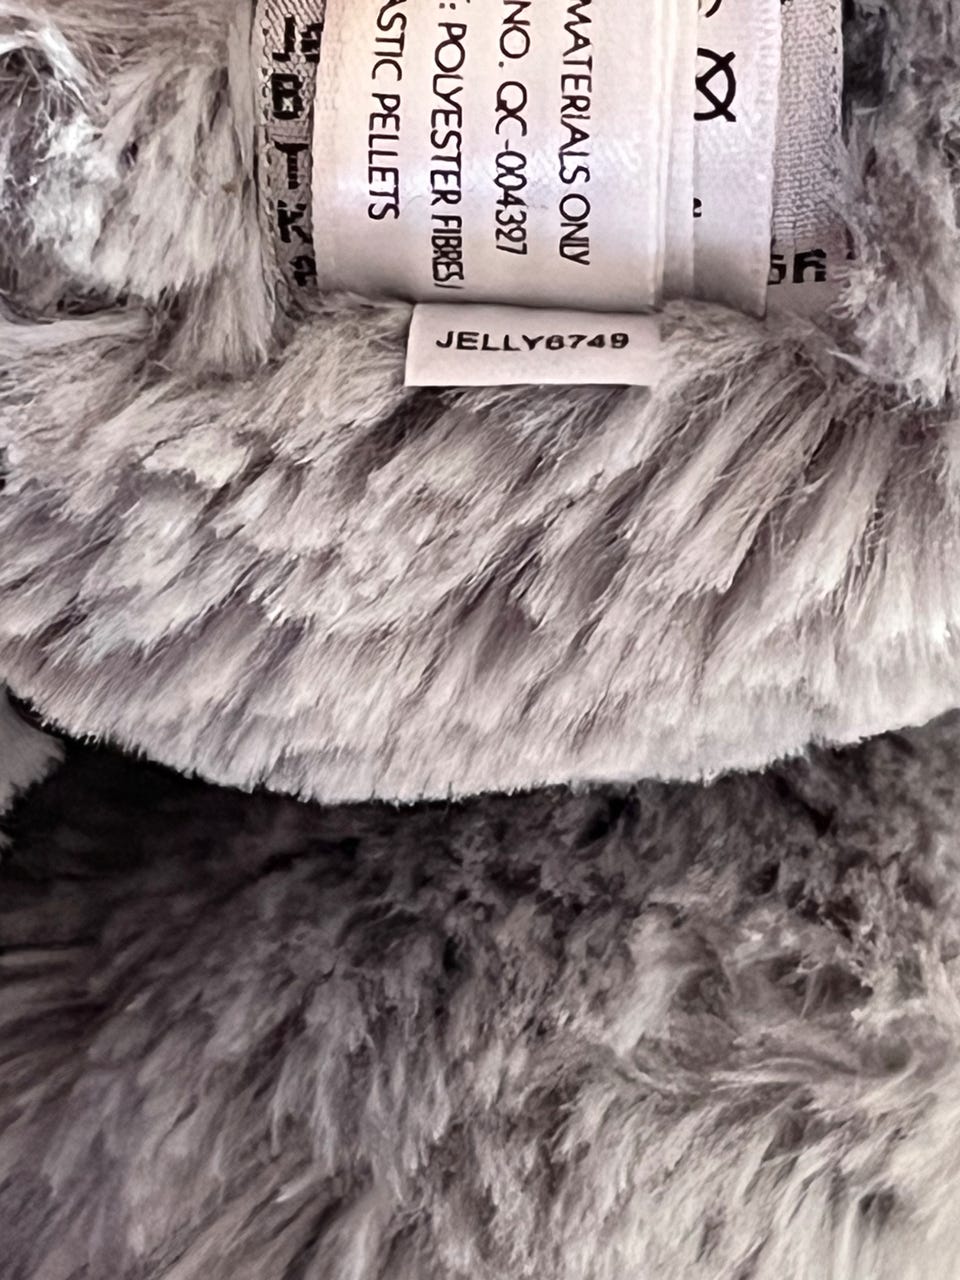 MATERIALS ONLY
NO. QC-004397
: POLYESTER FIBRES/
ASTIC PELLETS
JELLY6749